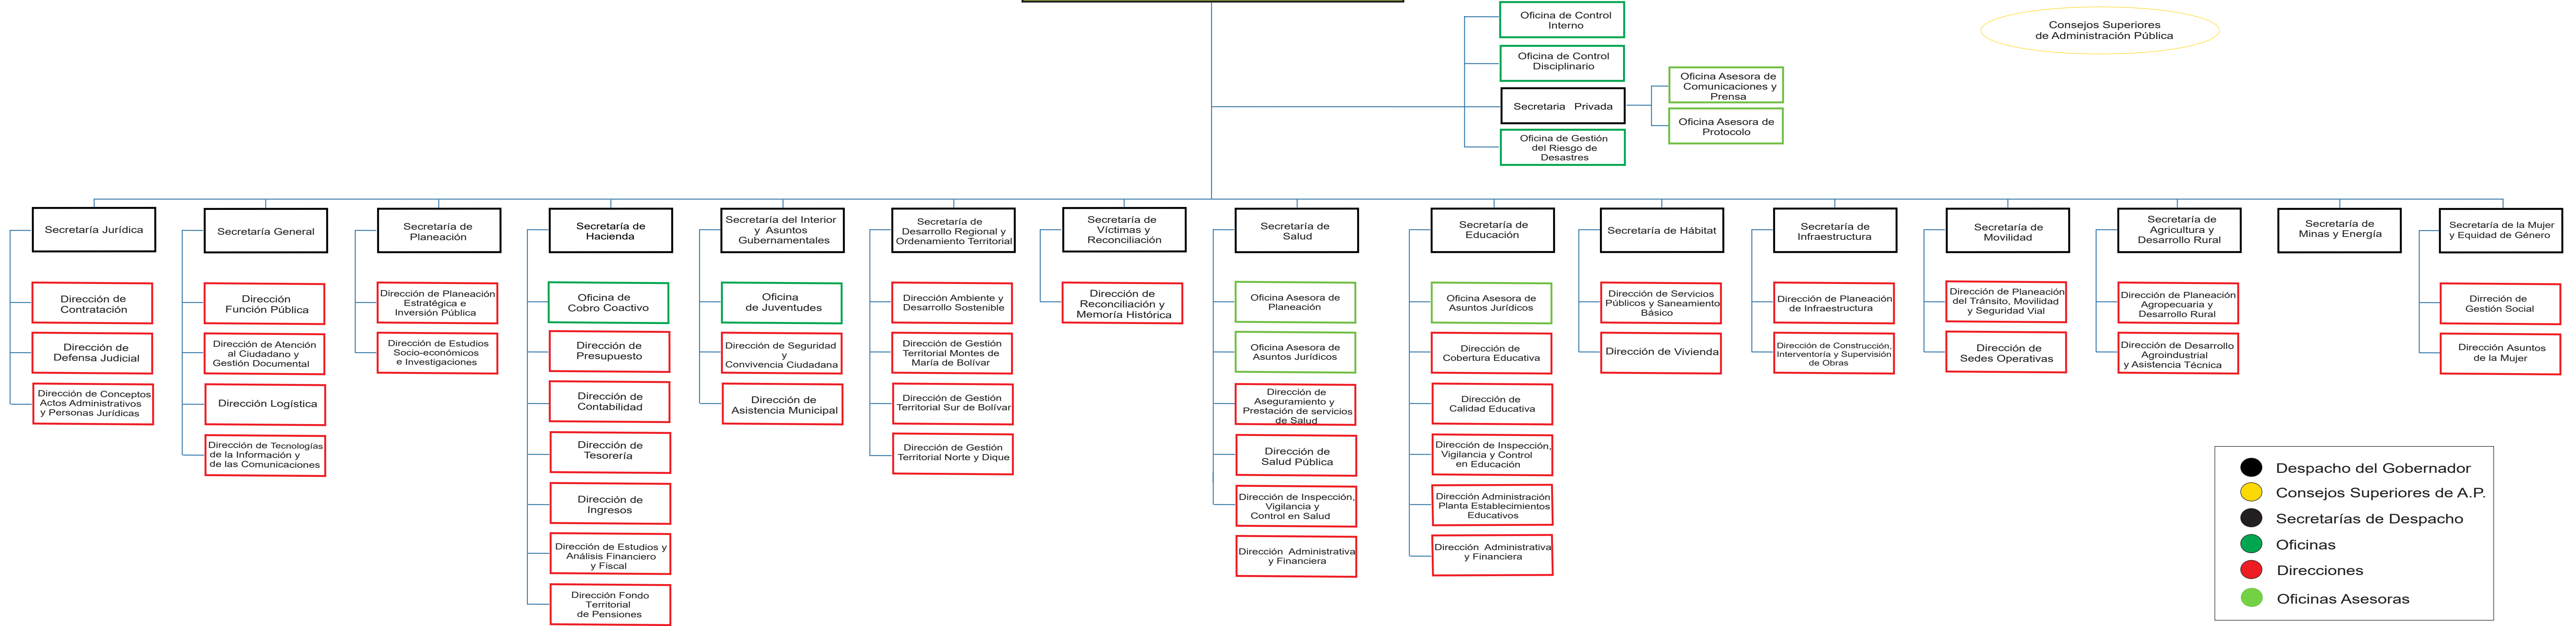 Oficina de Control
Interno
Consejos Superiores
de Administración Pública
Oficina de Control
Disciplinario
Oficina Asesora de
Comunicaciones y
Prensa
Secretaria Privada
Oficina Asesora de
Protocolo
Oficina de Gestión
del Riesgo de
Desastres
Secretaría Jurídica
Dirección de
Contratación
Dirección de
Defensa Judicial
Dirección de Conceptos
Actos Administrativos
y Personas Jurídicas
Secretaría General
Dirección
Función Pública
Dirección de Atención
al Ciudadano y
Gestión Documental
Dirección Logística
Dirección de Tecnologías
de la Información y
de las Comunicaciones
Secretaría de
Planeación
Dirección de Planeación
Estratégica e
Inversión Pública
Dirección de Estudios
Socio-económicos
e Investigaciones
Secretaría de
Hacienda
Oficina de
Cobro Coactivo
Dirección de
Presupuesto
Dirección de
Contabilidad
Dirección de
Tesorería
Dirección de
Ingresos
Dirección de Estudios y
Análisis Financiero
y Fiscal
Dirección Fondo
Territorial
de Pensiones
Secretaría del Interior
y Asuntos
Gubernamentales
Oficina
de Juventudes
Dirección de Seguridad
y
Convivencia Ciudadana
Dirección de
Asistencia Municipal
Secretaría de
Desarrollo Regional y
Ordenamiento Territorial
Dirección Ambiente y
Desarrollo Sostenible
Dirección de Gestión
Territorial Montes de
María de Bolívar
Dirección de Gestión
Territorial Sur de Bolívar
Dirección de Gestión
Territorial Norte y Dique
Secretaría de
Víctimas y
Reconciliación
Dirección de
Reconciliación y
Memoria Histórica
Secretaría de
Salud
Oficina Asesora de
Planeación
Oficina Asesora de
Asuntos Jurídicos
Dirección de
Aseguramiento y
Prestación de servicios
de Salud
Dirección de
Salud Pública
Dirección de Inspección,
Vigilancia y
Control en Salud
Dirección Administrativa
y Financiera
Secretaría de
Educación
Oficina Asesora de
Asuntos Jurídicos
Dirección de
Cobertura Educativa
Dirección de
Calidad Educativa
Dirección de Inspección,
Vigilancia y Control
en Educación
Dirección Administración
Planta Establecimientos
Educativos
Dirección Administrativa
y Financiera
Secretaría de Hábitat
Dirección de Servicios
Públicos y Saneamiento
Básico
Dirección de Vivienda
Secretaría de
Infraestructura
Dirección de Planeación
de Infraestructura
Dirección de Construcción,
Interventoría y Supervisión
de Obras
Secretaría de
Movilidad
Dirección de Planeación
del Tránsito, Movilidad
y Seguridad Vial
Dirección de
Sedes Operativas
Secretaría de
Agricultura y
Desarrollo Rural
Dirección de Planeación
Agropecuaria y
Desarrollo Rural
Dirección de Desarrollo
Agroindustrial
y Asistencia Técnica
Secretaría de
Minas y Energía
Secretaría de la Mujer
y Equidad de Género
Dirreción de
Gestión Social
Dirección Asuntos
de la Mujer
Despacho del Gobernador
Consejos Superiores de A.P.
Secretarías de Despacho
Oficinas
Direcciones
Oficinas Asesoras